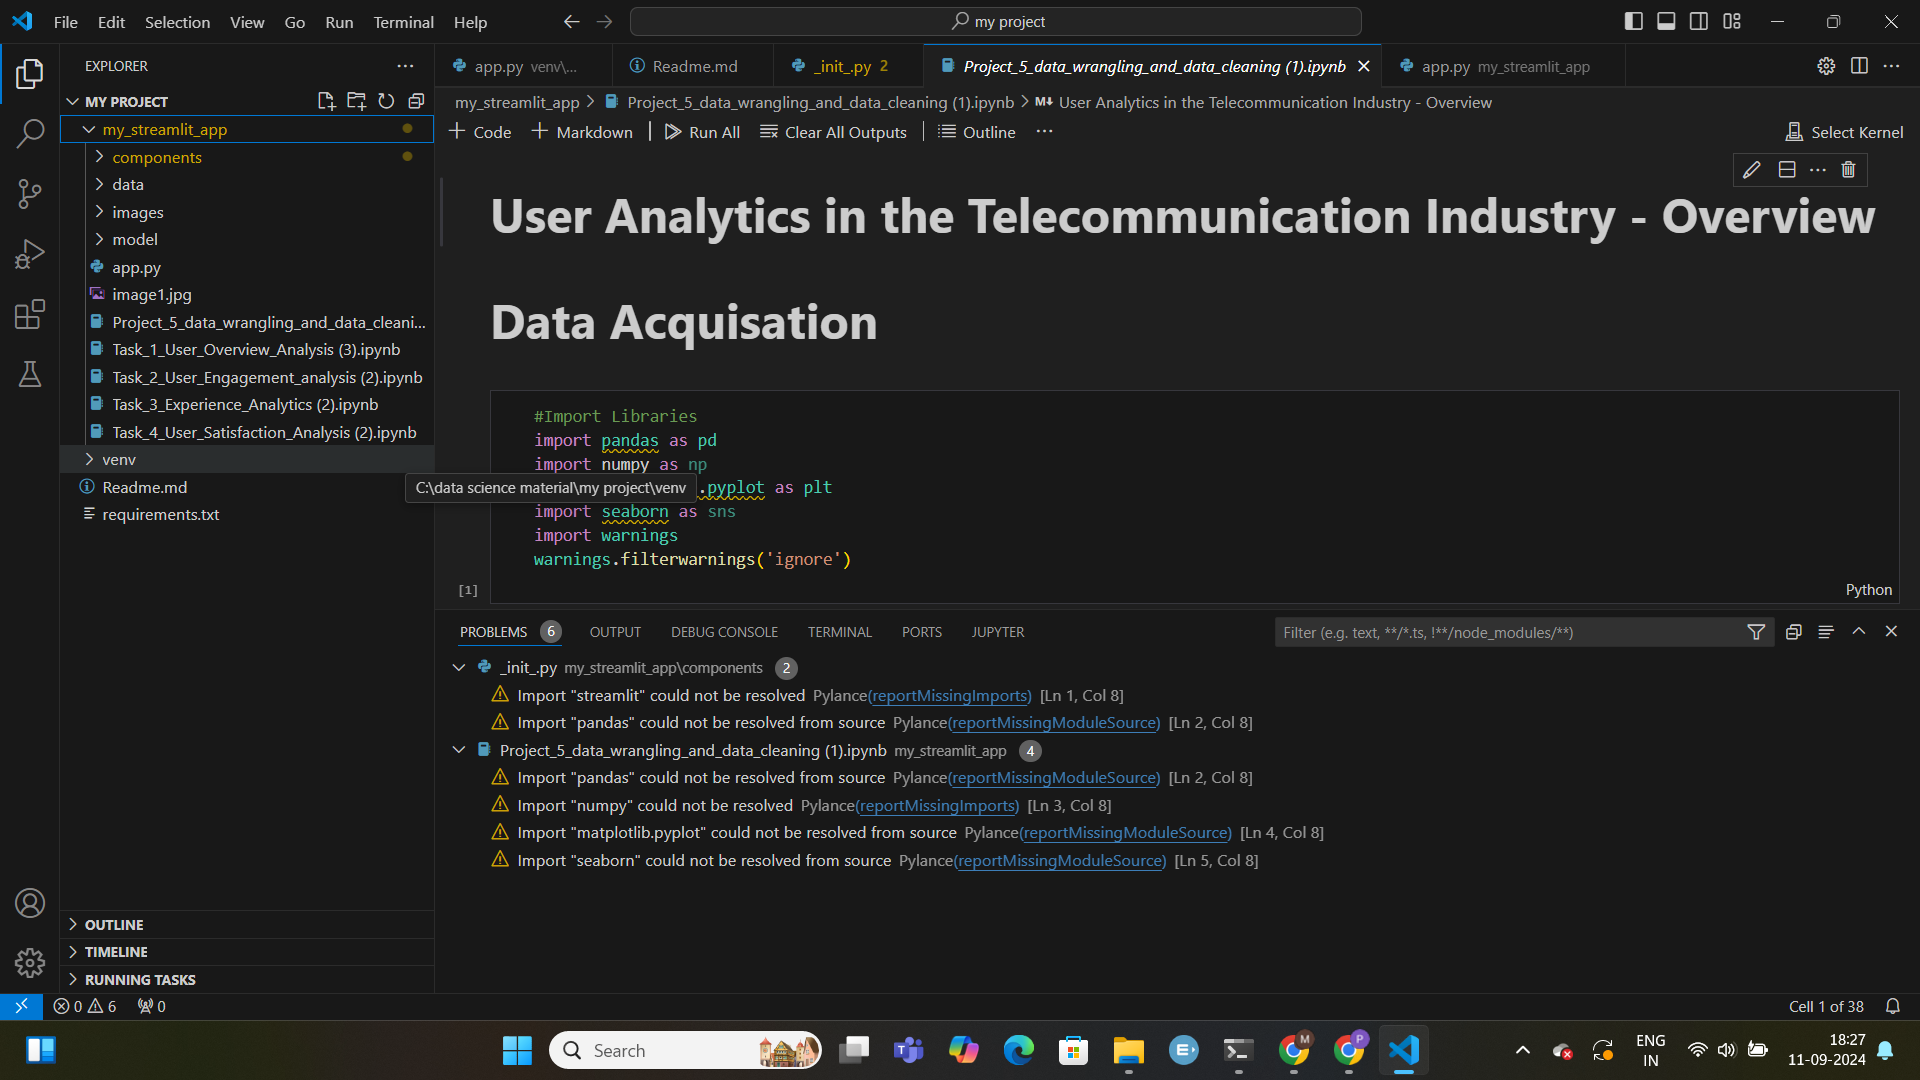 File Edit Selection View Go Run Terminal Help
my project
EXPLORER
MY PROJECT
my_streamlit_app
components
data
images
model
app.py
image1.jpg
Project_5_data_wrangling_and_data_cleani...
Task_1_User_Overview_Analysis (3).ipynb
Task_2_User_Engagement_analysis (2).ipynb
Task_3_Experience_Analytics (2).ipynb
Task_4_User_Satisfaction_Analysis (2).ipynb
venv
Readme.md
requirements.txt
OUTLINE
TIMELINE
RUNNING TASKS
app.py venv\...
Readme.md
_init_.py 2
Project_5_data_wrangling_and_data_cleaning (1).ipynb
app.py my_streamlit_app
my_streamlit_app > Project_5_data_wrangling_and_data_cleaning (1).ipynb > M↓ User Analytics in the Telecommunication Industry - Overview
+ Code + Markdown | Run All Clear All Outputs | Outline ...
Select Kernel
User Analytics in the Telecommunication Industry - Overview
Data Acquisation
#Import Libraries
import pandas as pd
import numpy as np
C:\data science material\my project\venv
.pyplot as plt
import seaborn as sns
import warnings
warnings.filterwarnings('ignore')
[1]
Python
PROBLEMS 6 OUTPUT DEBUG CONSOLE TERMINAL PORTS JUPYTER
Filter (e.g. text, **/*.ts, !**/node_modules/**)
_init_.py my_streamlit_app\components 2
Import "streamlit" could not be resolved Pylance(reportMissingImports) [Ln 1, Col 8]
Import "pandas" could not be resolved from source Pylance(reportMissingModuleSource) [Ln 2, Col 8]
Project_5_data_wrangling_and_data_cleaning (1).ipynb my_streamlit_app 4
Import "pandas" could not be resolved from source Pylance(reportMissingModuleSource) [Ln 2, Col 8]
Import "numpy" could not be resolved Pylance(reportMissingImports) [Ln 3, Col 8]
Import "matplotlib.pyplot" could not be resolved from source Pylance(reportMissingModuleSource) [Ln 4, Col 8]
Import "seaborn" could not be resolved from source Pylance(reportMissingModuleSource) [Ln 5, Col 8]
0 6 0
Cell 1 of 38
Search
ENG
IN
18:27
11-09-2024